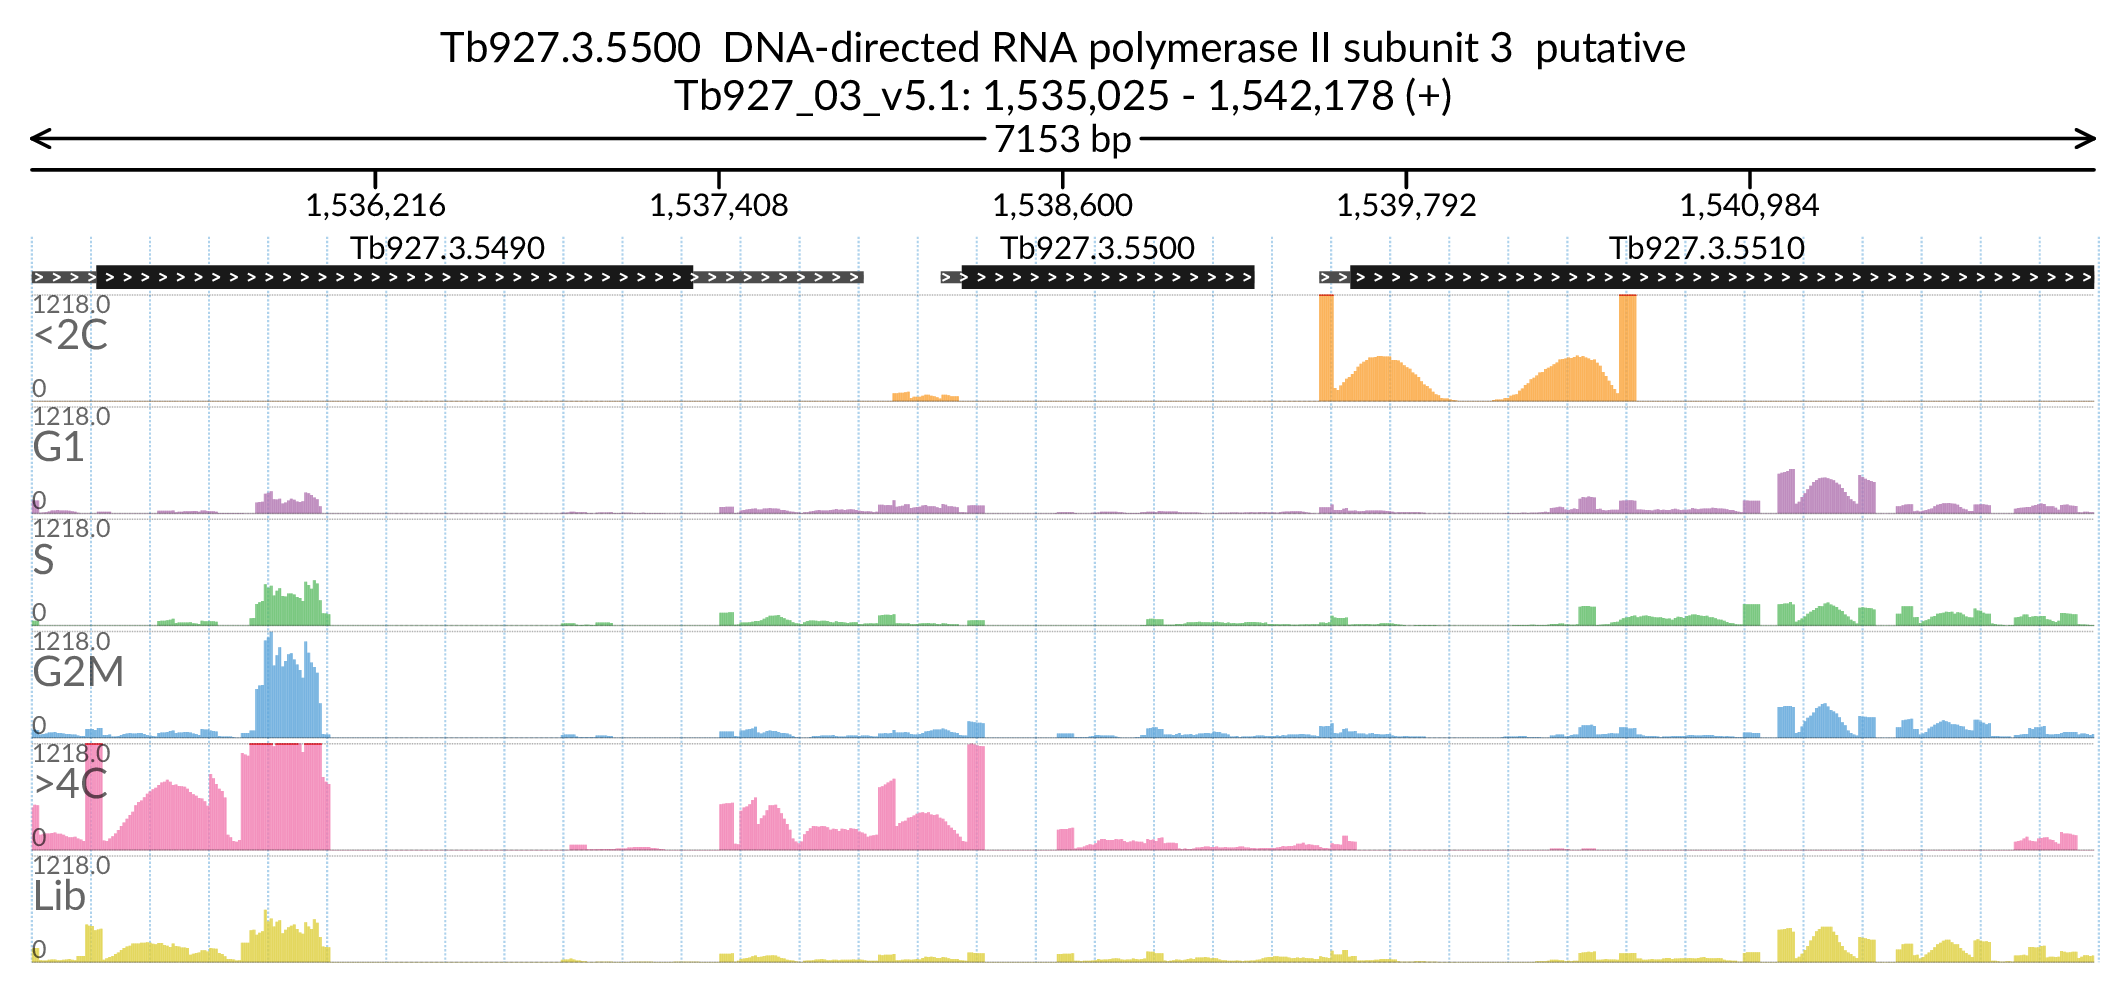 Tb927.3.5500  DNA-directed RNA polymerase II subunit 3  putative
Tb927_03_v5.1: 1,535,025 - 1,542,178 (+)
7153 bp
1,536,216 1,537,408 1,538,600 1,539,792 1,540,984
Tb927.3.5490 Tb927.3.5500 Tb927.3.5510
1218.0
<2C
0
1218.0
G1
0
1218.0
S
0
1218.0
G2M
0
1218.0
>4C
0
1218.0
Lib
0